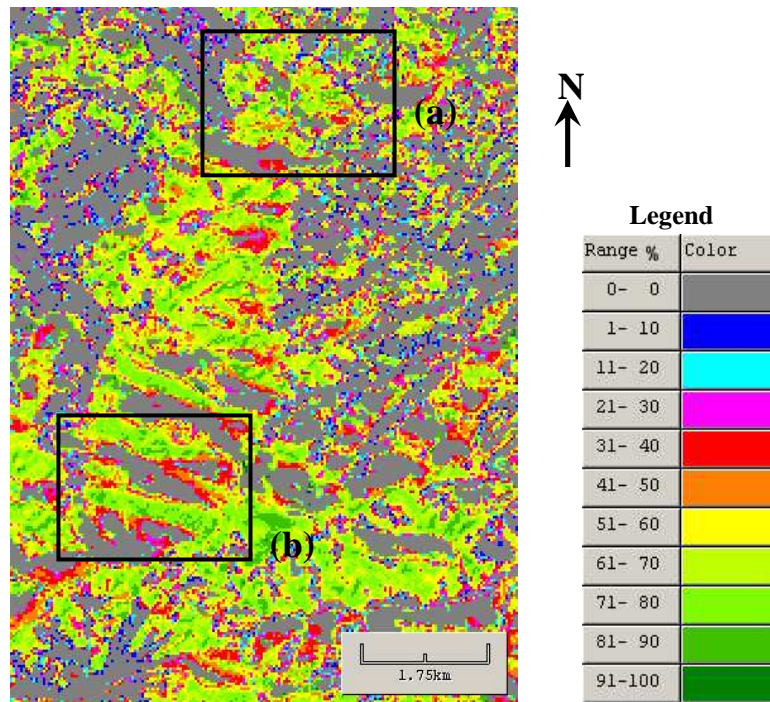 (a)
(b)
1.75km
N
Legend
Range % Color
0- 0
1- 10
11- 20
21- 30
31- 40
41- 50
51- 60
61- 70
71- 80
81- 90
91-100